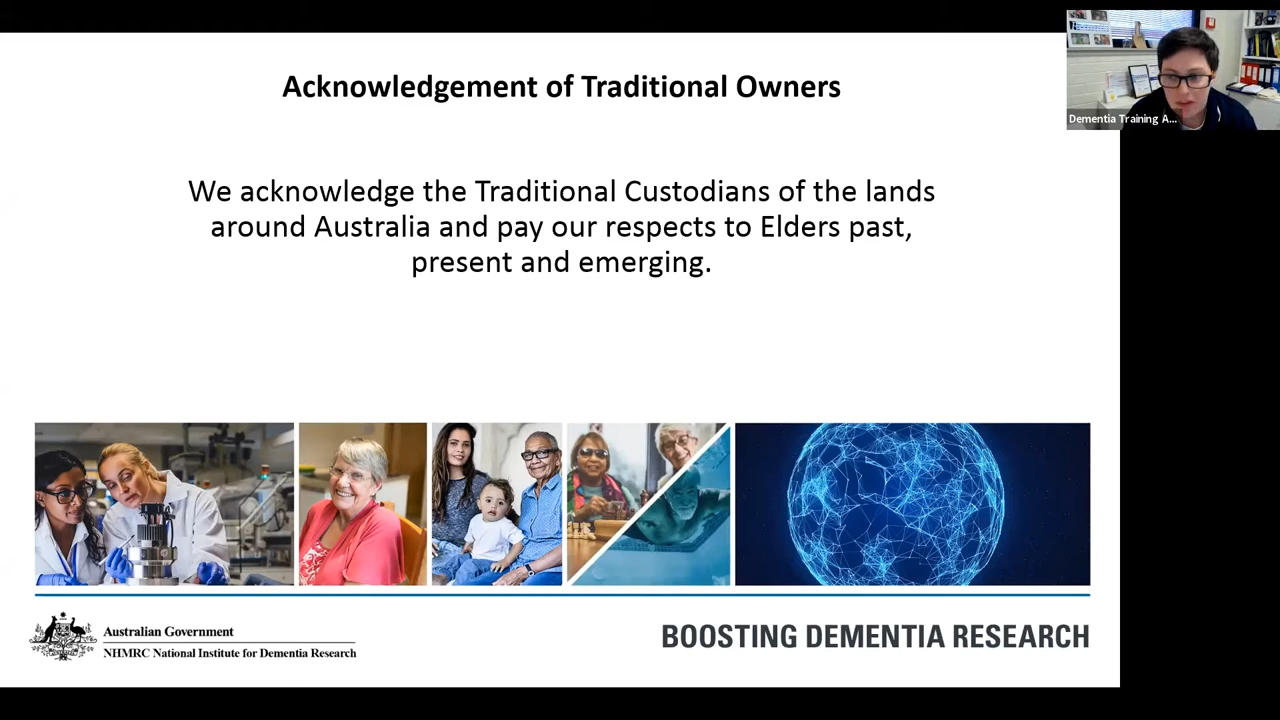 Acknowledgement of Traditional Owners
Dementia Training A...
We acknowledge the Traditional Custodians of the lands
around Australia and pay our respects to Elders past,
present and emerging.
Australian Government
NHMRC National Institute for Dementia Research
BOOSTING DEMENTIA RESEARCH